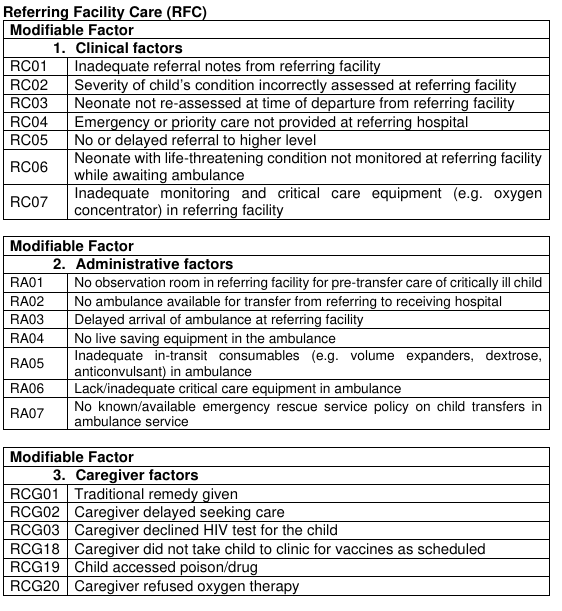 Referring Facility Care (RFC)
Modifiable Factor
1. Clinical factors
RC01 Inadequate referral notes from referring facility
RC02 Severity of child's condition incorrectly assessed at referring facility
RC03 Neonate not re-assessed at time of departure from referring facility
RC04 Emergency or priority care not provided at referring hospital
RC05 No or delayed referral to higher level
RC06 Neonate with life-threatening condition not monitored at referring facility
while awaiting ambulance
RC07 Inadequate monitoring and critical care equipment (e.g. oxygen
concentrator) in referring facility
Modifiable Factor
2. Administrative factors
RA01 No observation room in referring facility for pre-transfer care of critically ill child
RA02 No ambulance available for transfer from referring to receiving hospital
RA03 Delayed arrival of ambulance at referring facility
RA04 No live saving equipment in the ambulance
RA05 Inadequate in-transit consumables (e.g. volume expanders, dextrose,
anticonvulsant) in ambulance
RA06 Lack/inadequate critical care equipment in ambulance
RA07 No known/available emergency rescue service policy on child transfers in
ambulance service
Modifiable Factor
3. Caregiver factors
RCG01 Traditional remedy given
RCG02 Caregiver delayed seeking care
RCG03 Caregiver declined HIV test for the child
RCG18 Caregiver did not take child to clinic for vaccines as scheduled
RCG19 Child accessed poison/drug
RCG20 Caregiver refused oxygen therapy